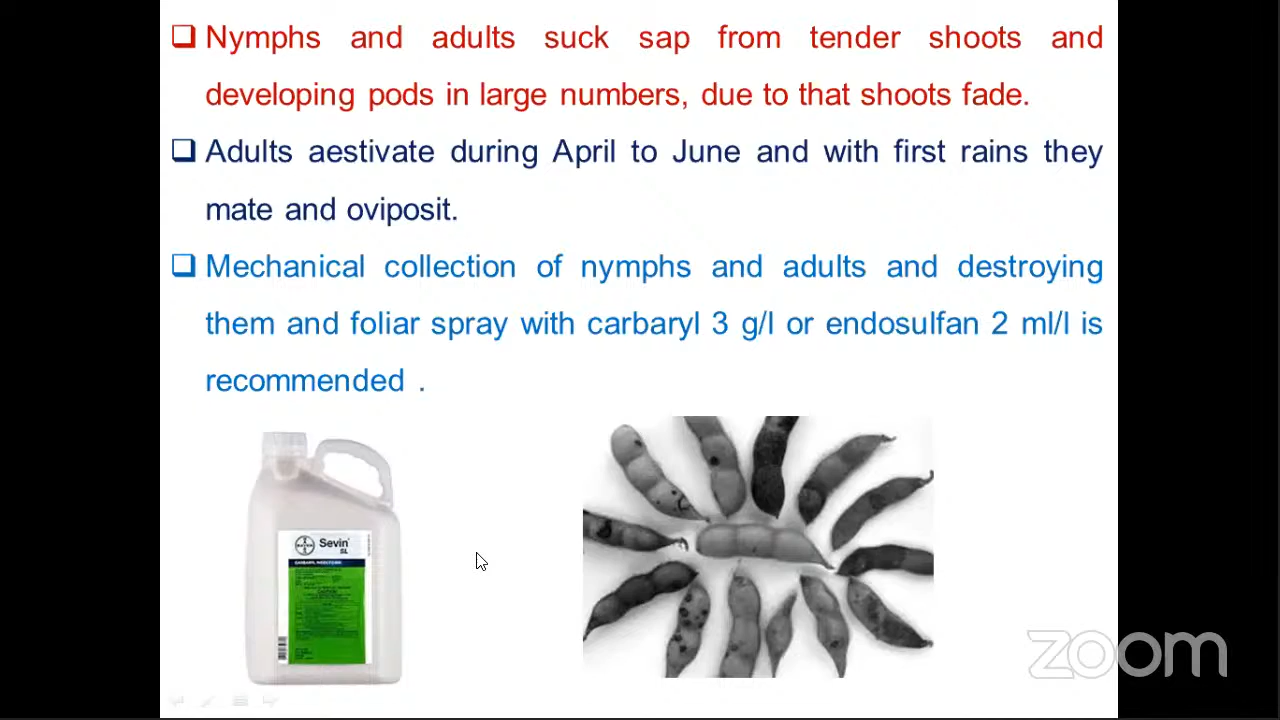 Nymphs and adults suck sap from tender shoots and
developing pods in large numbers, due to that shoots fade.
Adults aestivate during April to June and with first rains they
mate and oviposit.
Mechanical collection of nymphs and adults and destroying
them and foliar spray with carbaryl 3 g/l or endosulfan 2 ml/l is
recommended .
Sevin
SL
CARBARYL INSECTICIDE
zoom